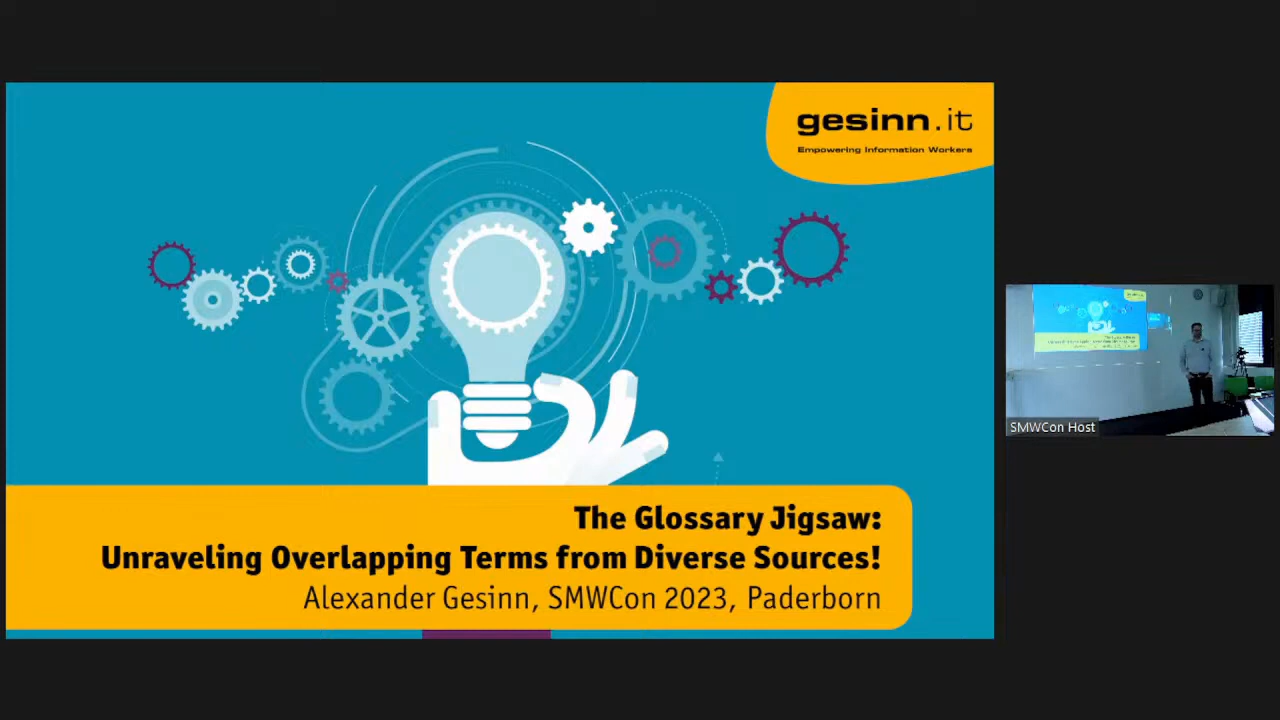 gesinn.it
Empowering Information Workers
The Glossary Jigsaw:
Unraveling Overlapping Terms from Diverse Sources!
Alexander Gesinn, SMWCon 2023, Paderborn
SMWCon Host